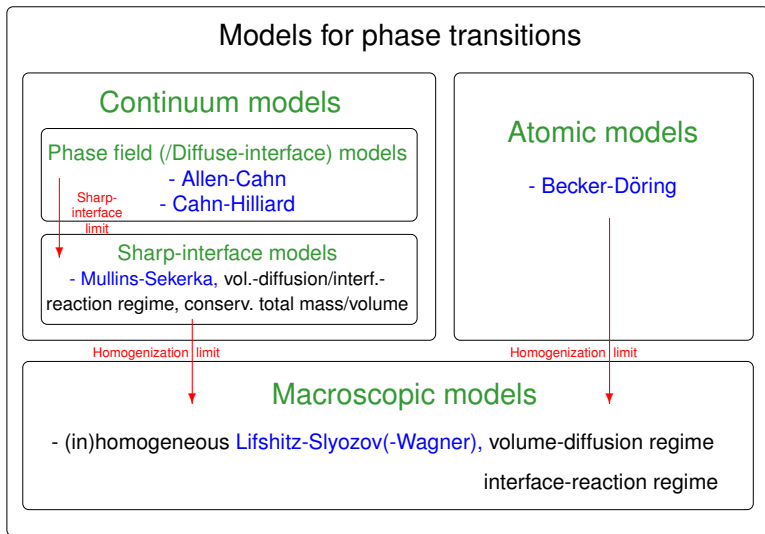 Models for phase transitions
Continuum models
Phase field (/Diffuse-interface) models
- Allen-Cahn
- Cahn-Hilliard
Sharp-
interface
limit
Sharp-interface models
- Mullins-Sekerka, vol.-diffusion/interf.-
reaction regime, conserv. total mass/volume
Atomic models
- Becker-Döring
Homogenization limit
Homogenization limit
Macroscopic models
- (in)homogeneous Lifshitz-Slyozov(-Wagner), volume-diffusion regime
interface-reaction regime